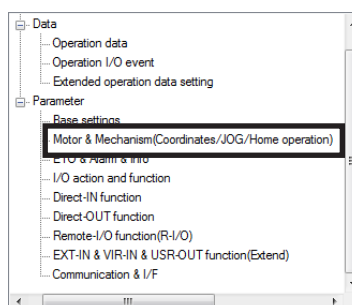 Data
Operation data
Operation I/O event
Extended operation data setting
Parameter
Base settings
Motor & Mechanism(Coordinates/JOG/Home operation)
ETO & Alarm & Info
I/O action and function
Direct-IN function
Direct-OUT function
Remote-I/O function(R-I/O)
EXT-IN & VIR-IN & USR-OUT function(Extend)
Communication & I/F